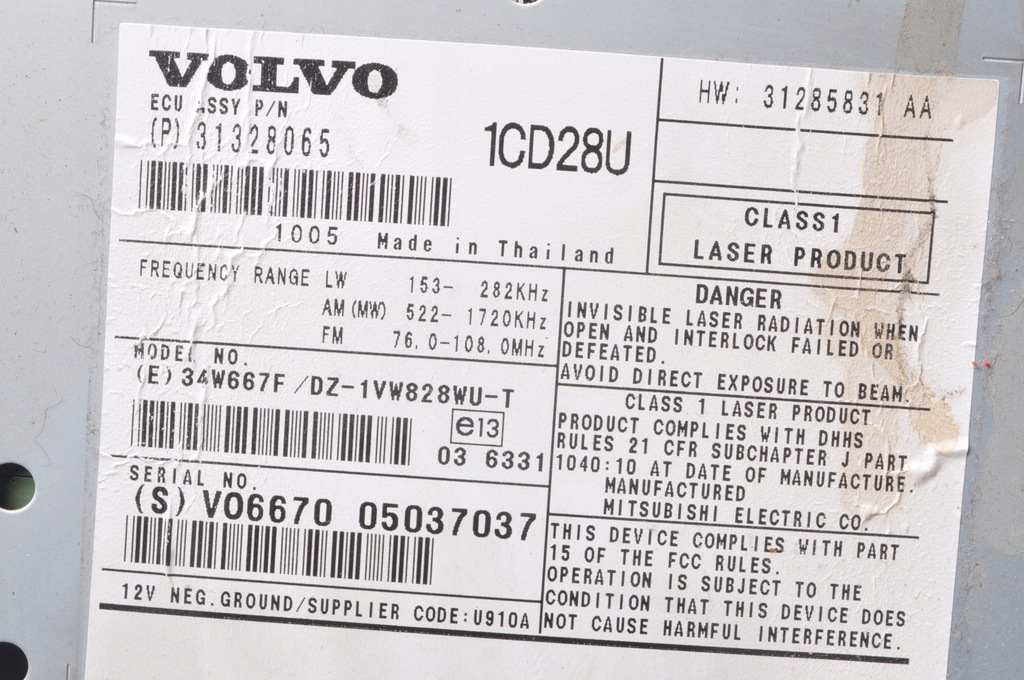 VOLVO
ECU ASSY P/N
(P) 31328065
1CD28U
1005 Made in Thailand
HW: 31285831 AA
CLASS1
LASER PRODUCT
FREQUENCY RANGE LW 153- 282KHz
AM (MW) 522- 1720KHz
FM 76.0-108.0MHz
MODEL NO.
(E) 34W667F /DZ-1VW828WU-T
e13
03 6331
SERIAL NO.
(S) VO6670 05037037
12V NEG.GROUND/SUPPLIER CODE:U910A
DANGER
INVISIBLE LASER RADIATION WHEN
OPEN AND INTERLOCK FAILED OR
DEFEATED.
AVOID DIRECT EXPOSURE TO BEAM.
CLASS 1 LASER PRODUCT
PRODUCT COMPLIES WITH DHHS
RULES 21 CFR SUBCHAPTER J PART
1040:10 AT DATE OF MANUFACTURE.
MANUFACTURED
MITSUBISHI ELECTRIC CO.
THIS DEVICE COMPLIES WITH PART
15 OF THE FCC RULES.
OPERATION IS SUBJECT TO THE
CONDITION THAT THIS DEVICE DOES
NOT CAUSE HARMFUL INTERFERENCE.